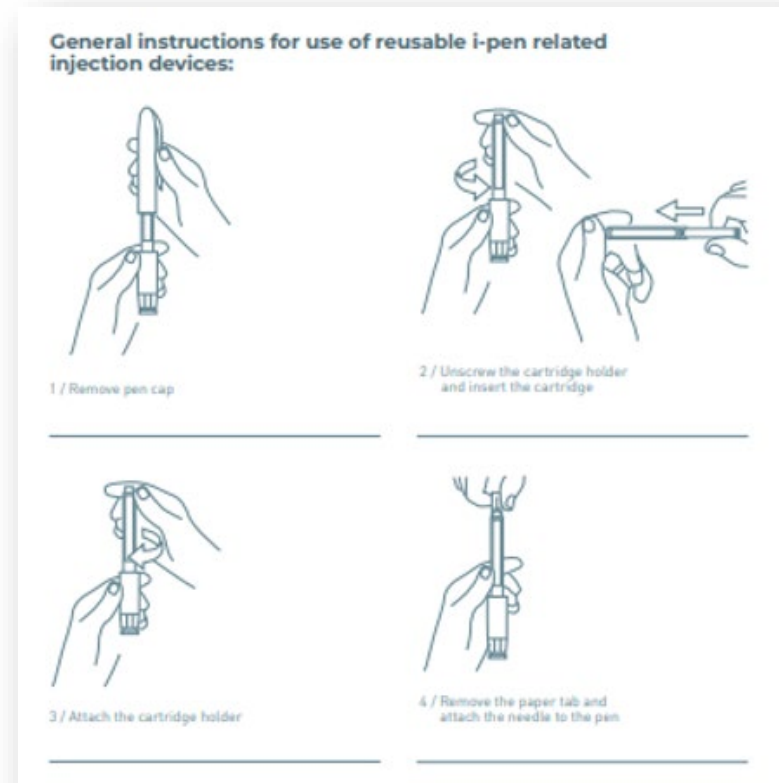 General instructions for use of reusable i-pen related
injection devices:
1 / Remove pen cap
2 / Unscrew the cartridge holder
and insert the cartridge
3 / Attach the cartridge holder
4 / Remove the paper tab and
attach the needle to the pen